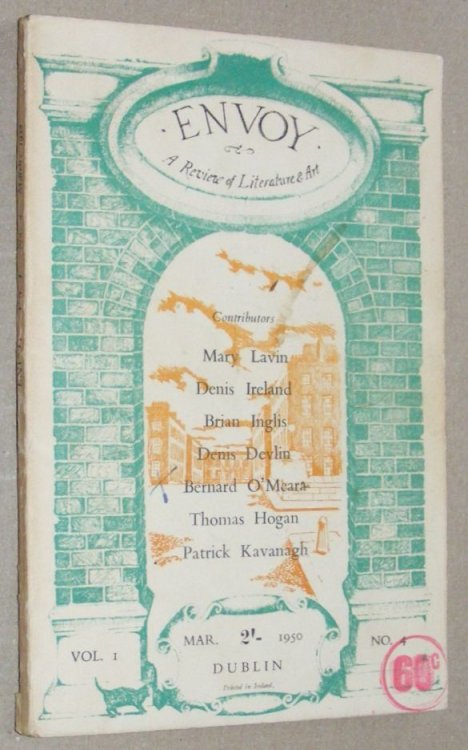 ENVOY
A Review of Literature & Art
Contributors
Mary Lavin
Denis Ireland
Brian Inglis
Denis Devlin
Bernard O'Meara
Thomas Hogan
Patrick Kavanagh
VOL. 1
MAR. 2/- 1950
NO. 4
DUBLIN
Printed in Ireland.
60c